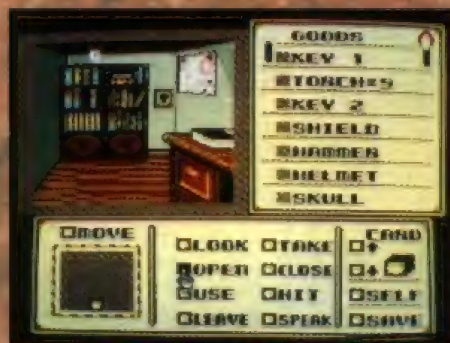 GOODS
KEY 1
TORCH*9
KEY 2
SHIELD
HAMMER
HELMET
SKULL
MOVE
LOOK TAKE
OPEN CLOSE
USE HIT
LEAVE SPEAK
CARD
SELF
SAVE